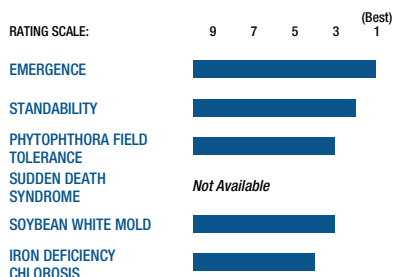 (Best)
RATING SCALE: 9 7 5 3 1
EMERGENCE
STANDABILITY
PHYTOPHTHORA FIELD
TOLERANCE
SUDDEN DEATH
SYNDROME
Not Available
SOYBEAN WHITE MOLD
IRON DEFICIENCY
CHLOROSIS